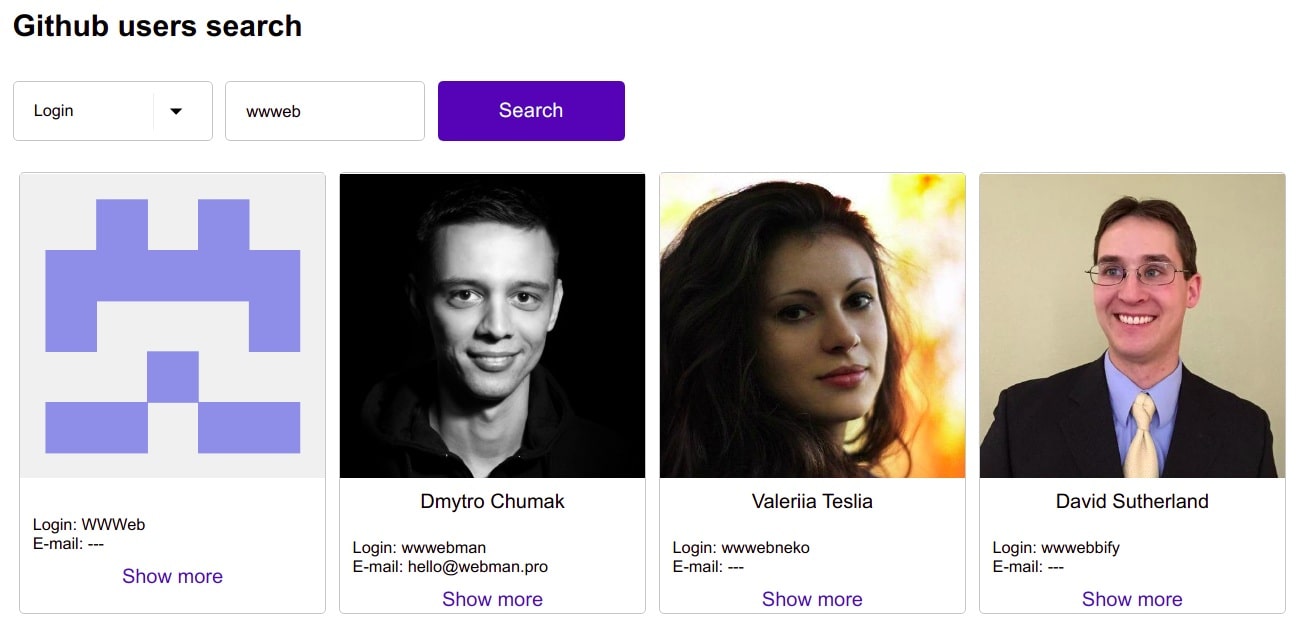 Github users search
Login
wwweb
Search
Login: WWWeb
E-mail: ---
Show more
Dmytro Chumak
Login: wwwebman
E-mail: hello@webman.pro
Show more
Valeriia Teslia
Login: wwwebneko
E-mail: ---
Show more
David Sutherland
Login: wwwebbify
E-mail: ---
Show more